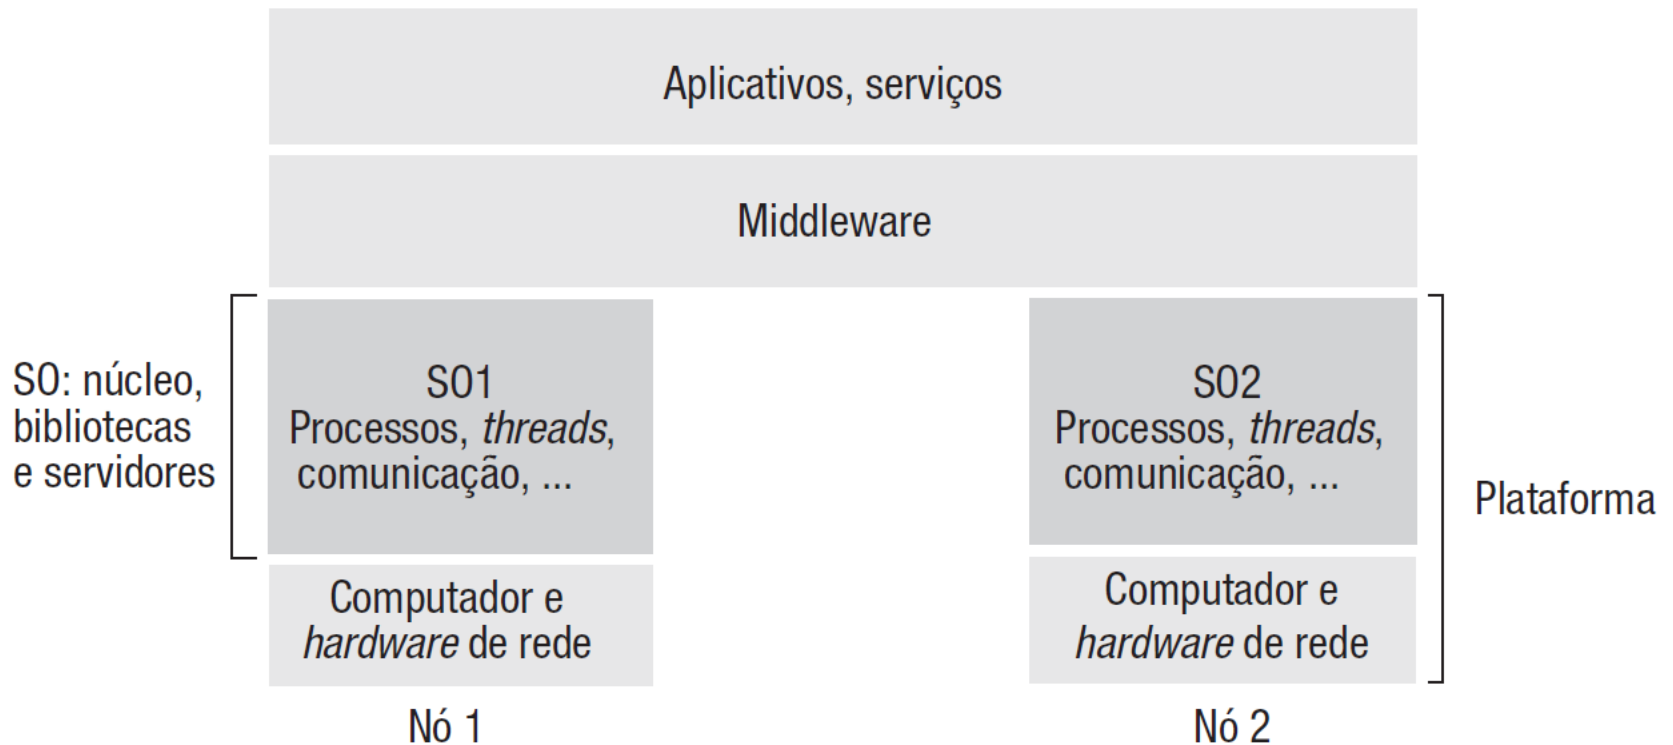 Aplicativos, serviços
Middleware
SO: núcleo,
bibliotecas
e servidores
SO1
Processos, threads,
comunicação, ...
SO2
Processos, threads,
comunicação, ...
Plataforma
Computador e
hardware de rede
Computador e
hardware de rede
Nó 1
Nó 2